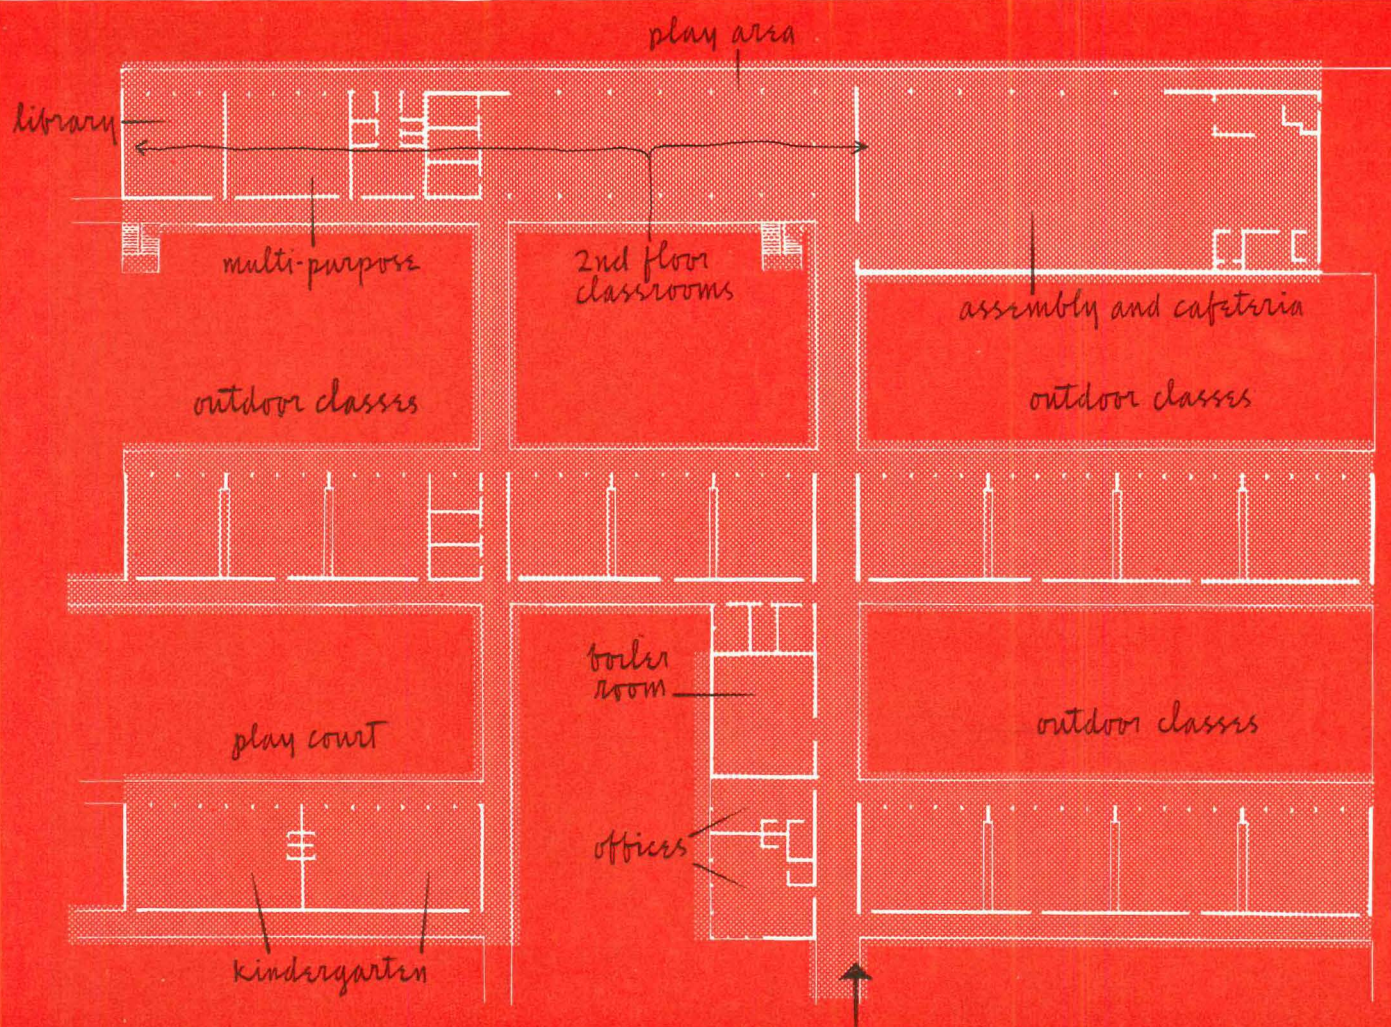 play area
library
multi-purpose
2nd floor
classrooms
assembly and cafeteria
outdoor classes
outdoor classes
boiler
room
play court
outdoor classes
offices
kindergarten